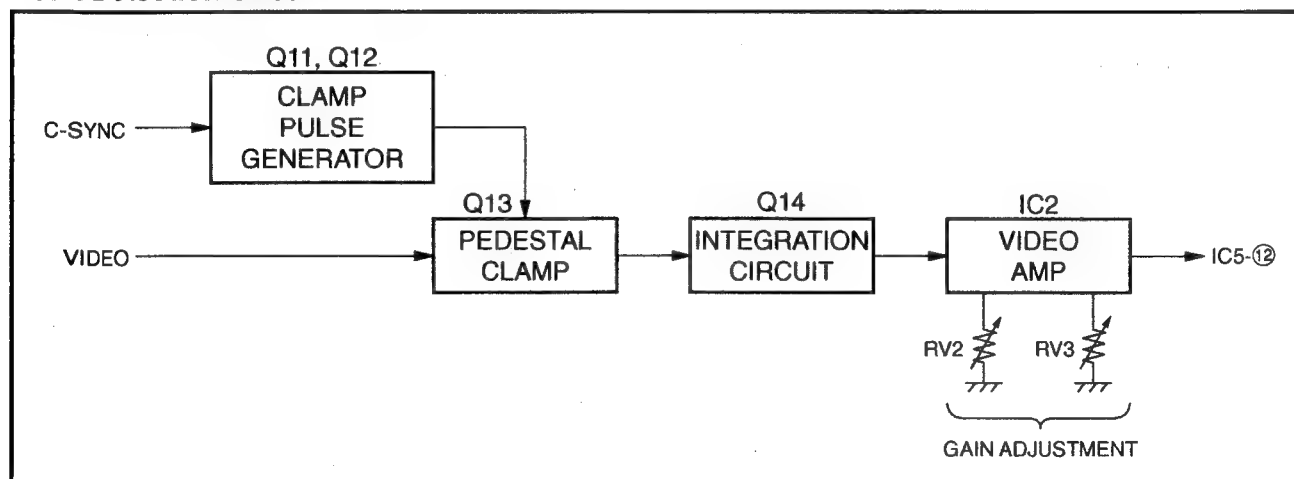 Q11, Q12
CLAMP
PULSE
GENERATOR
C-SYNC
Q13
PEDESTAL
CLAMP
VIDEO
Q14
INTEGRATION
CIRCUIT
IC2
VIDEO
AMP
IC5-⑫
RV2
RV3
GAIN ADJUSTMENT